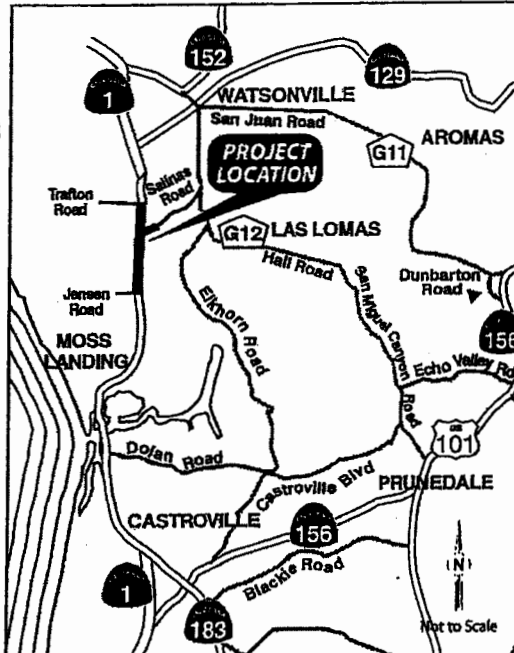 152
1
129
WATSONVILLE
San Juan Road
G11
AROMAS
PROJECT
LOCATION
Salinas
Road
Trafton
Road
G12
LAS LOMAS
Hall Road
Dunbarton
Road
Jensen
Road
Elkhorn Road
San Miguel Canyon
Road
156
MOSS
LANDING
Echo Valley Rd
101
Dolan Road
Castroville Blvd
PRUNEDALE
CASTROVILLE
156
N
Blackie Road
1
183
Not to Scale